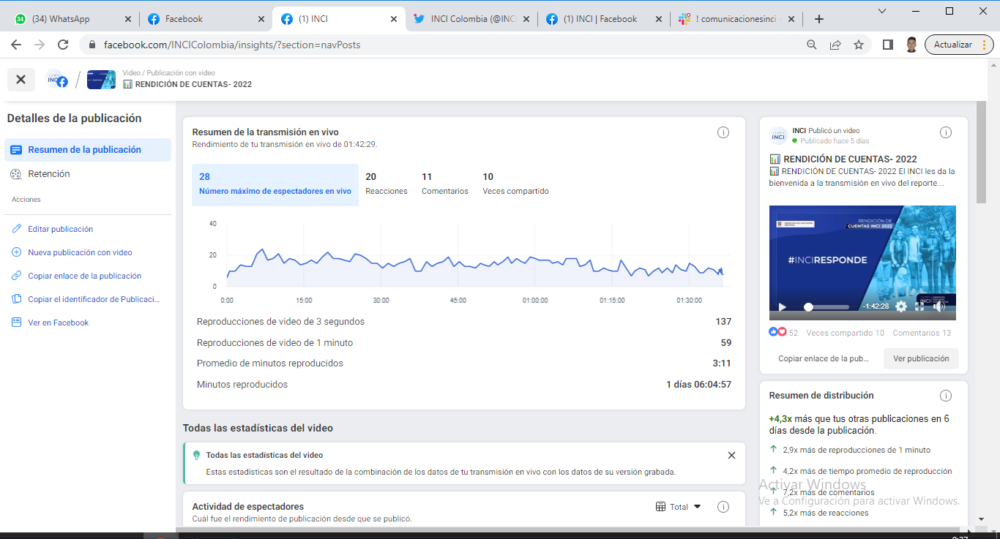 34
(34) WhatsApp
Facebook
(1) INCI
INCI Colombia (@INCI
(1) INCI | Facebook
! comunicacionesinci -
facebook.com/INCIColombia/insights/?section=navPosts
Actualizar
INCI
Video / Publicación con video
RENDICIÓN DE CUENTAS- 2022
Detalles de la publicación
Resumen de la publicación
Retención
Acciones
Editar publicación
Nueva publicación con video
Copiar enlace de la publicación
Copiar el identificador de Publicaci...
Ver en Facebook
Resumen de la transmisión en vivo
Rendimiento de tu transmisión en vivo de 01:42:29.
28 20 11 10
Número máximo de espectadores en vivo Reacciones Comentarios Veces compartido
40
20
0
0:00 15:00 30:00 45:00 01:00:00 01:15:00 01:30:00
Reproducciones de video de 3 segundos 137
Reproducciones de video de 1 minuto 59
Promedio de minutos reproducidos 3:11
Minutos reproducidos 1 días 06:04:57
Todas las estadísticas del video
Todas las estadísticas del video
Estas estadísticas son el resultado de la combinación de los datos de tu transmisión en vivo con los datos de su versión grabada.
Actividad de espectadores
Total
Cuál fue el rendimiento de publicación desde que se publicó.
INCI
INCI Publicó un video
Publicado hace 5 días
RENDICIÓN DE CUENTAS- 2022
RENDICIÓN DE CUENTAS- 2022 El INCI les da la
bienvenida a la transmisión en vivo del reporte...
RENDICIÓN DE
CUENTAS INCI 2022
#INCIRESPONDE
INCI
-1:42:28
52 Veces compartido 10 Comentarios 13
Copiar enlace de la pub...
Ver publicación
Resumen de distribución
+4,3x más que tus otras publicaciones en 6
días desde la publicación.
2,9x más de reproducciones de 1 minuto
4,2x más de tiempo promedio de reproducción
7,2x más de comentarios
5,2x más de reacciones
Activar Windows
Ve a Configuración para activar Windows.